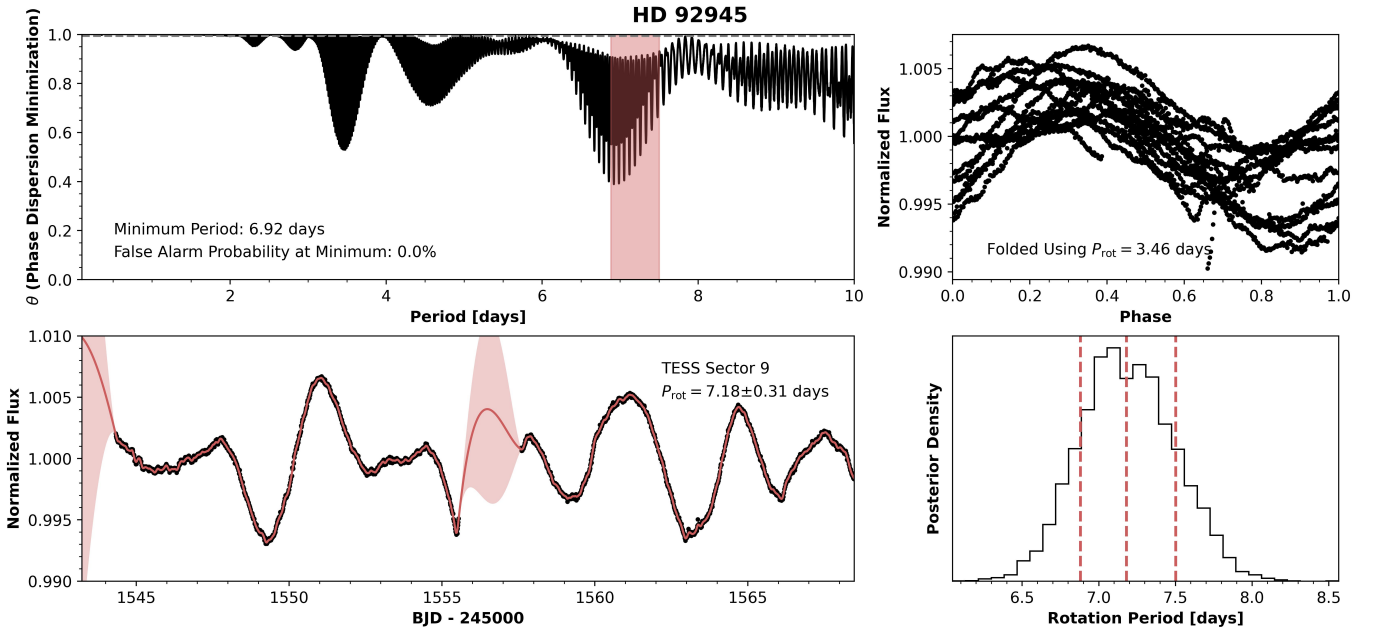 HD 92945
θ (Phase Dispersion Minimization)
1.0
0.8
0.6
0.4
0.2
0.0
Minimum Period: 6.92 days
False Alarm Probability at Minimum: 0.0%
2 4 6 8 10
Period [days]
Normalized Flux
1.005
1.000
0.995
0.990
Folded Using Prot = 3.46 days
0.0 0.2 0.4 0.6 0.8 1.0
Phase
Normalized Flux
1.010
1.005
1.000
0.995
0.990
TESS Sector 9
Prot = 7.18±0.31 days
1545 1550 1555 1560 1565
BJD - 245000
Posterior Density
6.5 7.0 7.5 8.0 8.5
Rotation Period [days]